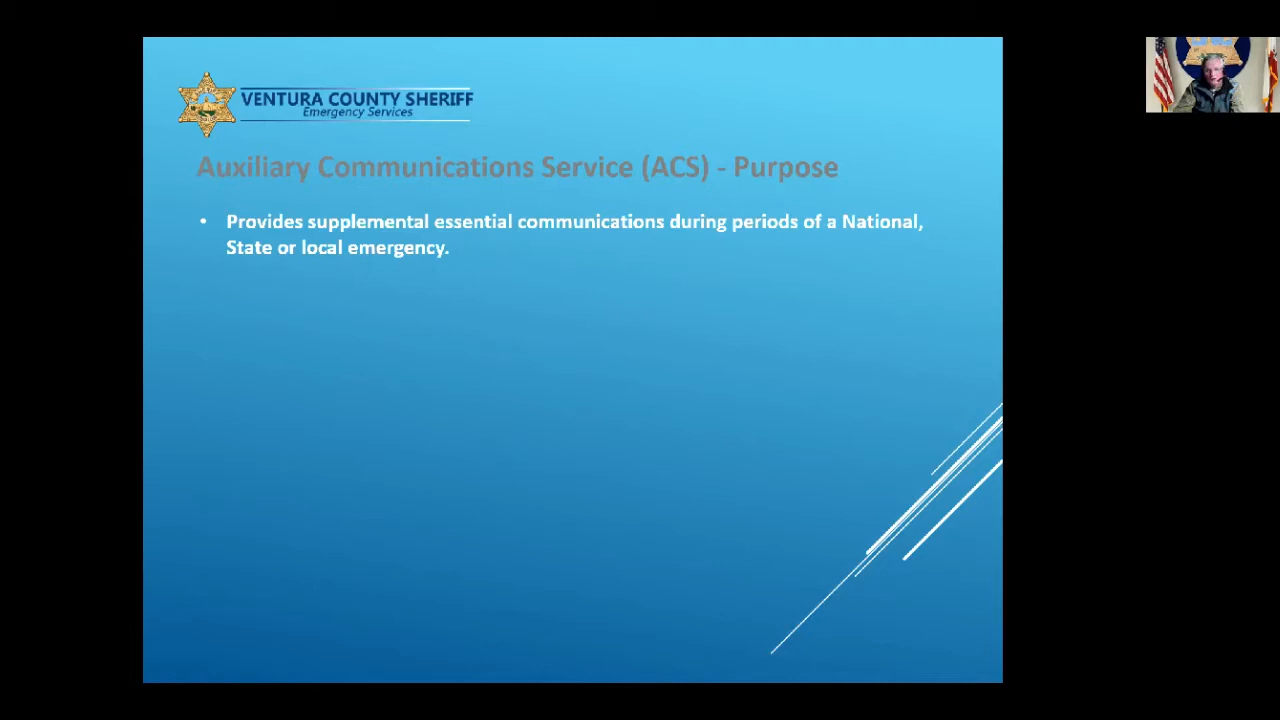 VENTURA COUNTY SHERIFF
Emergency Services
Auxiliary Communications Service (ACS) - Purpose
• Provides supplemental essential communications during periods of a National,
State or local emergency.